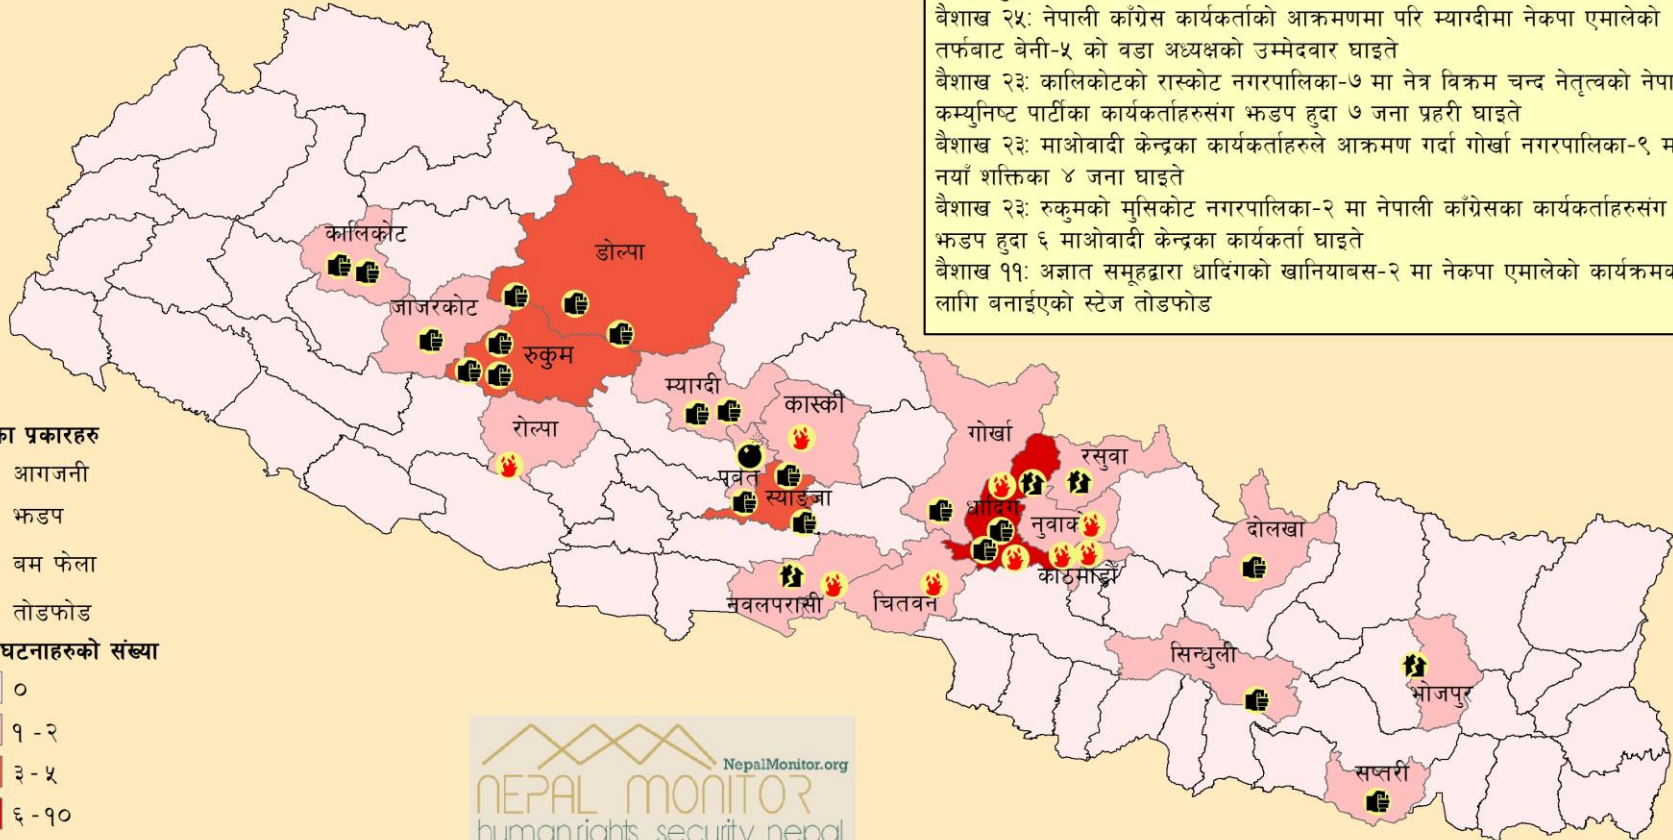 बैशाख २५: नेपाली काँग्रेस कार्यकर्ताको आक्रमणमा परि म्याग्दीमा नेकपा एमालेको
तर्फबाट बेनी-५ को वडा अध्यक्षको उम्मेदवार घाइते
बैशाख २३: कालिकोटको रास्कोट नगरपालिका-७ मा नेत्र विक्रम चन्द नेतृत्वको नेपा
कम्युनिष्ट पार्टीका कार्यकर्ताहरुसंग झडप हुदा ७ जना प्रहरी घाइते
बैशाख २३: माओवादी केन्द्रका कार्यकर्ताहरुले आक्रमण गर्दा गोर्खा नगरपालिका-९ म
नयाँ शक्तिका ४ जना घाइते
बैशाख २३: रुकुमको मुसिकोट नगरपालिका-२ मा नेपाली काँग्रेसका कार्यकर्ताहरुसंग
झडप हुदा ६ माओवादी केन्द्रका कार्यकर्ता घाइते
बैशाख ११: अज्ञात समूहद्वारा धादिंगको खानियाबस-२ मा नेकपा एमालेको कार्यक्रमक
लागि बनाईएको स्टेज तोडफोड
कालिकोट
डोल्पा
जाजरकोट
रुकुम
म्याग्दी
कास्की
रोल्पा
गोर्खा
रसुवा
पर्वत
स्याङजा
धादिंग
नुवाक
दोलखा
काठमाडौं
नवलपरासी
चितवन
सिन्धुली
भोजपुर
सप्तरी
का प्रकारहरु
आगजनी
झडप
बम फेला
तोडफोड
घटनाहरुको संख्या
०
१ - २
३ - ५
६ - १०
NepalMonitor.org
NEPAL MONITOR
human rights. security. nepal